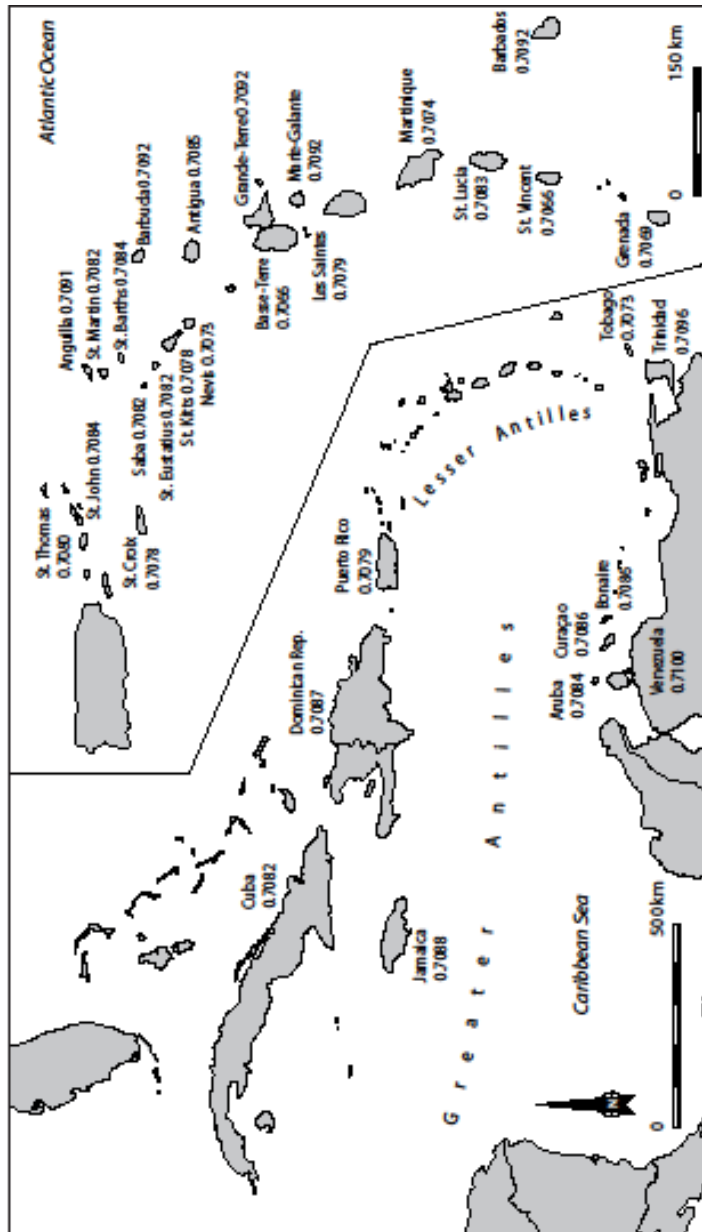 Atlantic Ocean
St. Thomas
0.7080
St. John 0.7084
Anguilla 0.7091
St. Martin 0.7082
St. Barths 0.7084
Barbuda 0.7092
St. Croix
0.7078
Saba 0.7082
St. Eustatius 0.7082
St. Kitts 0.7078
Nevis 0.7075
Antigua 0.7085
Grande-Terre 0.7092
Basse-Terre
0.7066
Marie-Galante
0.7092
Les Saintes
0.7079
Martinique
0.7074
St. Lucia
0.7083
St. Vincent
0.7066
Barbados
0.7092
Grenada
0.7069
0
150 km
Cuba
0.7082
Dominican Rep.
0.7087
Puerto Rico
0.7079
Jamaica
0.7088
Lesser Antilles
Greater Antilles
Caribbean Sea
Aruba
0.7084
Curaçao
0.7086
Bonaire
0.7086
Tobago
0.7073
Trinidad
0.7096
Venezuela
0.7100
N
0
500 km